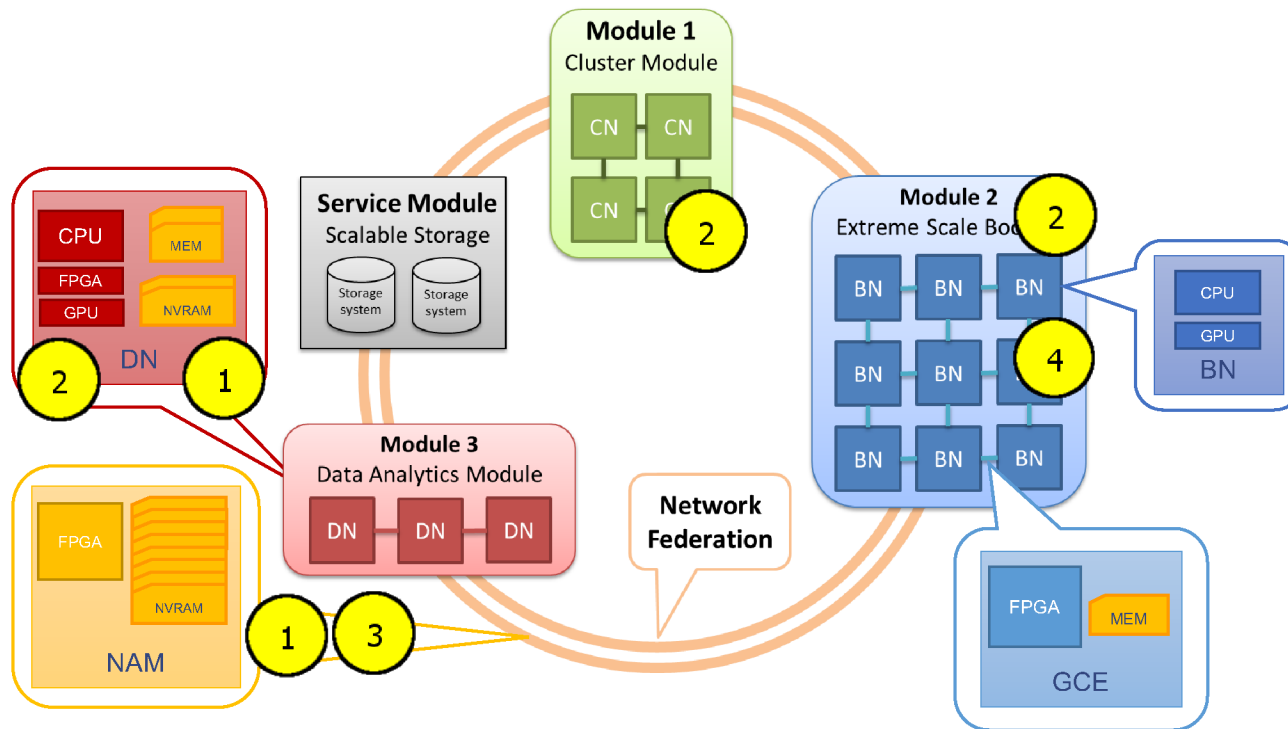 Module 1
Cluster Module
CN CN
CN CN
2
Service Module
Scalable Storage
Storage
system
Storage
system
Module 2
2
Extreme Scale
BN BN BN
BN BN
4
BN BN BN
CPU
GPU
BN
CPU
FPGA
GPU
MEM
NVRAM
DN
2
1
Module 3
Data Analytics Module
DN DN DN
FPGA
NVRAM
NAM
1
3
Network
Federation
FPGA
MEM
GCE